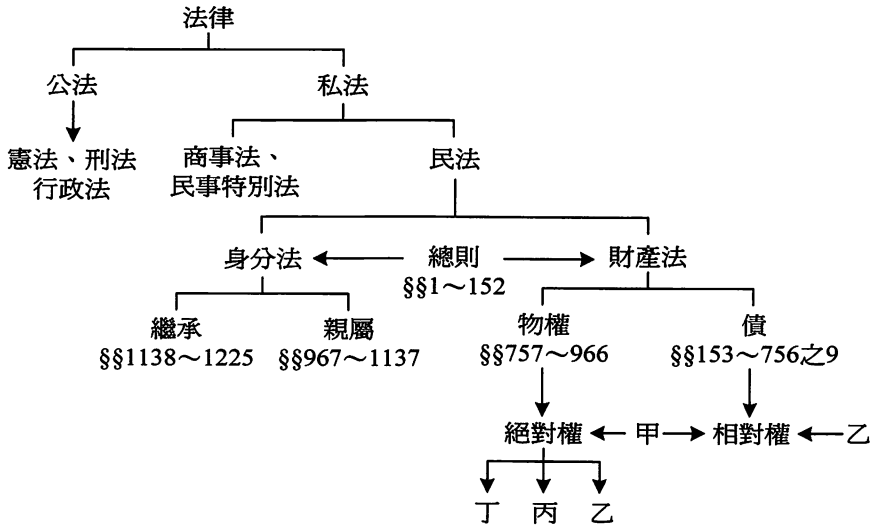 法律
公法
私法
憲法、刑法
行政法
商事法、
民事特別法
民法
身分法
總則
§§1～152
財產法
繼承
§§1138～1225
親屬
§§967～1137
物權
§§757～966
債
§§153～756之9
絕對權
甲
相對權
乙
丁
丙
乙